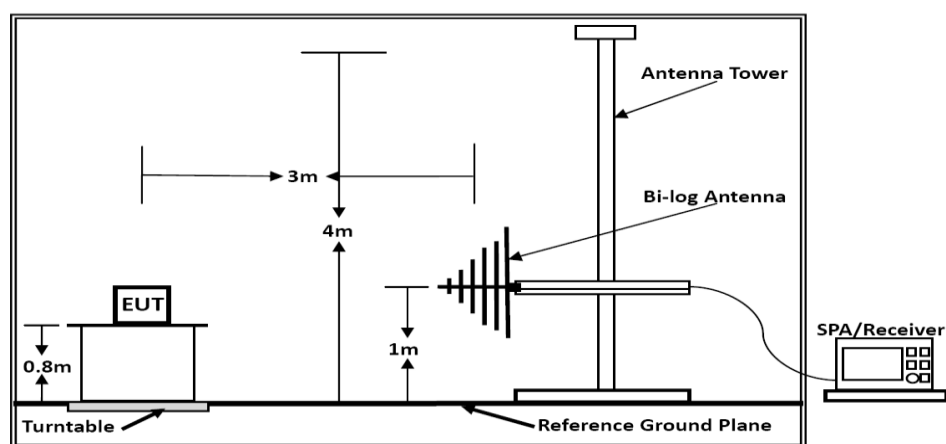 Antenna Tower
3m
Bi-log Antenna
4m
EUT
SPA/Receiver
1m
0.8m
Turntable
Reference Ground Plane